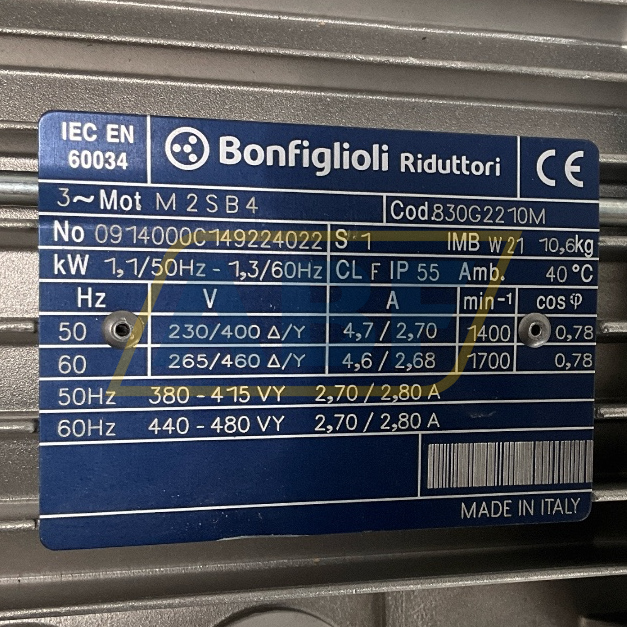 IEC EN
60034
Bonfiglioli Riduttori
CE
3~Mot M2SB4 Cod.830G2210M
No 0914000C149224022 S 1 IMB W21 10,6kg
kW 1,1/50Hz - 1,3/60Hz CL F IP 55 Amb. 40 °C
Hz V A min-1 cos φ
50 230/400 Δ/Y 4,7 / 2,70 1400 0,78
60 265/460 Δ/Y 4,6 / 2,68 1700 0,78
50Hz 380 - 415 VY 2,70 / 2,80 A
60Hz 440 - 480 VY 2,70 / 2,80 A
MADE IN ITALY